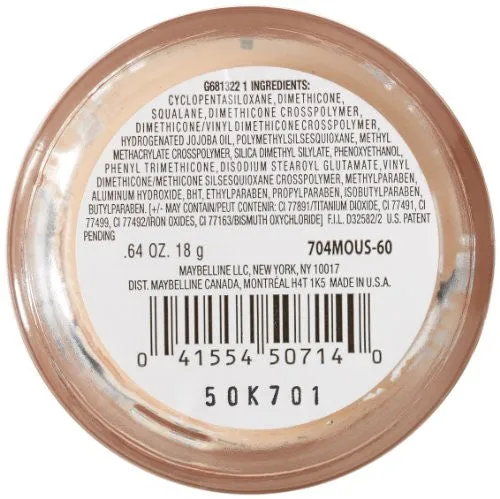 G681322 1 INGREDIENTS:
CYCLOPENTASILOXANE, DIMETHICONE,
SQUALANE, DIMETHICONE CROSSPOLYMER,
DIMETHICONE/VINYLDIMETHICONE CROSSPOLYMER,
HYDROGENATED JOJOBA OIL, POLYMETHYLSILSESQUIOXANE, METHYL
METHACRYLATE CROSSPOLYMER, SILICA DIMETHYL SILYLATE, PHENOXYETHANOL,
PHENYL TRIMETHICONE, DISODIUM STEAROYL GLUTAMATE, VINYL
DIMETHICONE/METHICONE SILSESQUIOXANE CROSSPOLYMER, METHYLPARABEN,
ALUMINUM HYDROXIDE, BHT, ETHYLPARABEN, PROPYLPARABEN, ISOBUTYLPARABEN,
BUTYLPARABEN. [+/- MAY CONTAIN/PEUT CONTENIR: CI 77891/TITANIUM DIOXIDE, CI 77491, CI
77499, CI 77492/IRON OXIDES, CI 77163/BISMUTH OXYCHLORIDE] F.I.L. D32582/2 U.S. PATENT
PENDING
.64 OZ. 18 g 704MOUS-60
MAYBELLINE LLC, NEW YORK, NY 10017
DIST. MAYBELLINE CANADA, MONTRÉAL H4T 1K5 MADE IN U.S.A.
0 41554 50714 0
50K701